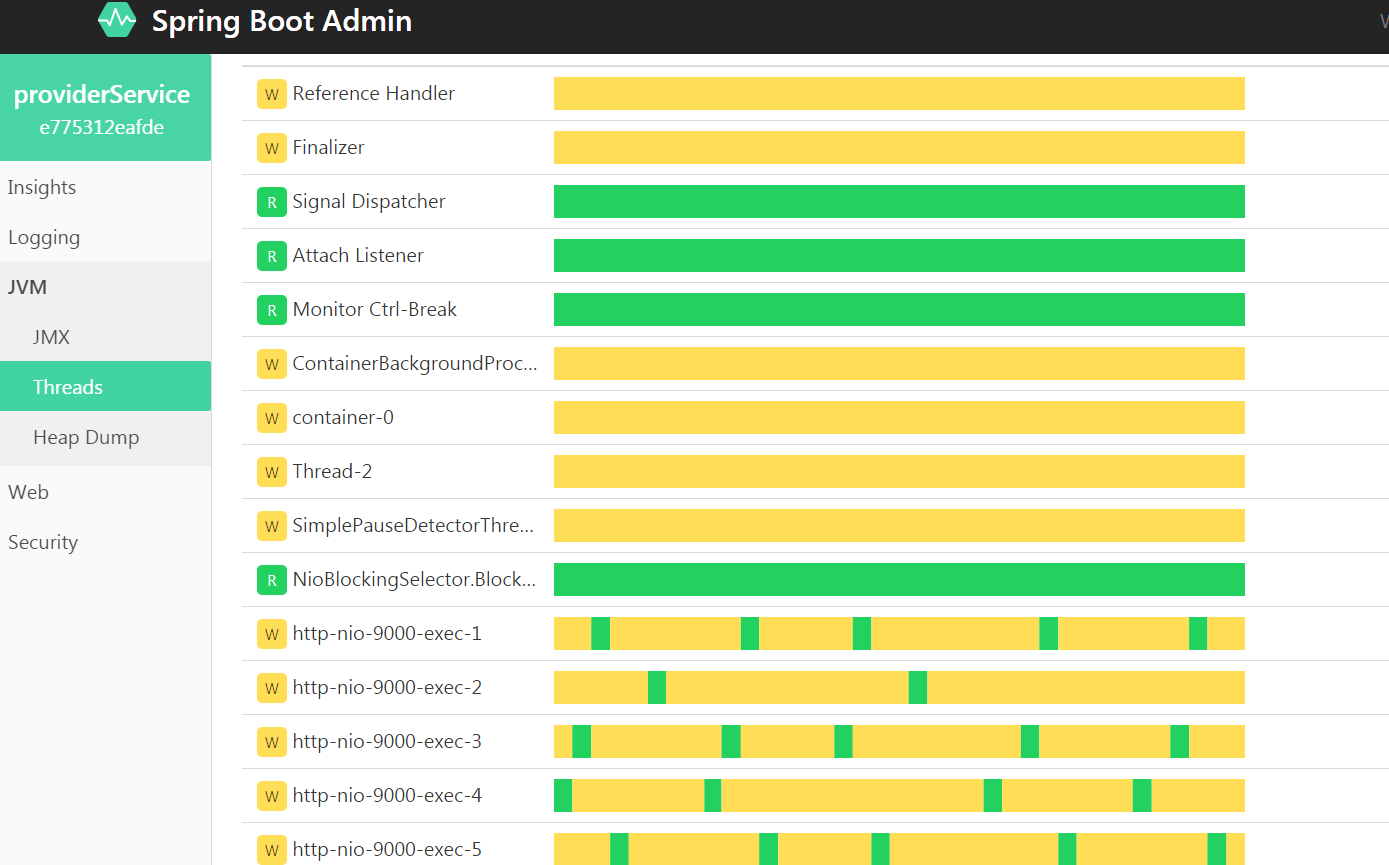 Spring Boot Admin
W
providerService
e775312eafde
Insights
Logging
JVM
JMX
Threads
Heap Dump
Web
Security
W Reference Handler
W Finalizer
R Signal Dispatcher
R Attach Listener
R Monitor Ctrl-Break
W ContainerBackgroundProc...
W container-0
W Thread-2
W SimplePauseDetectorThre...
R NioBlockingSelector.Block...
W http-nio-9000-exec-1
W http-nio-9000-exec-2
W http-nio-9000-exec-3
W http-nio-9000-exec-4
W http-nio-9000-exec-5